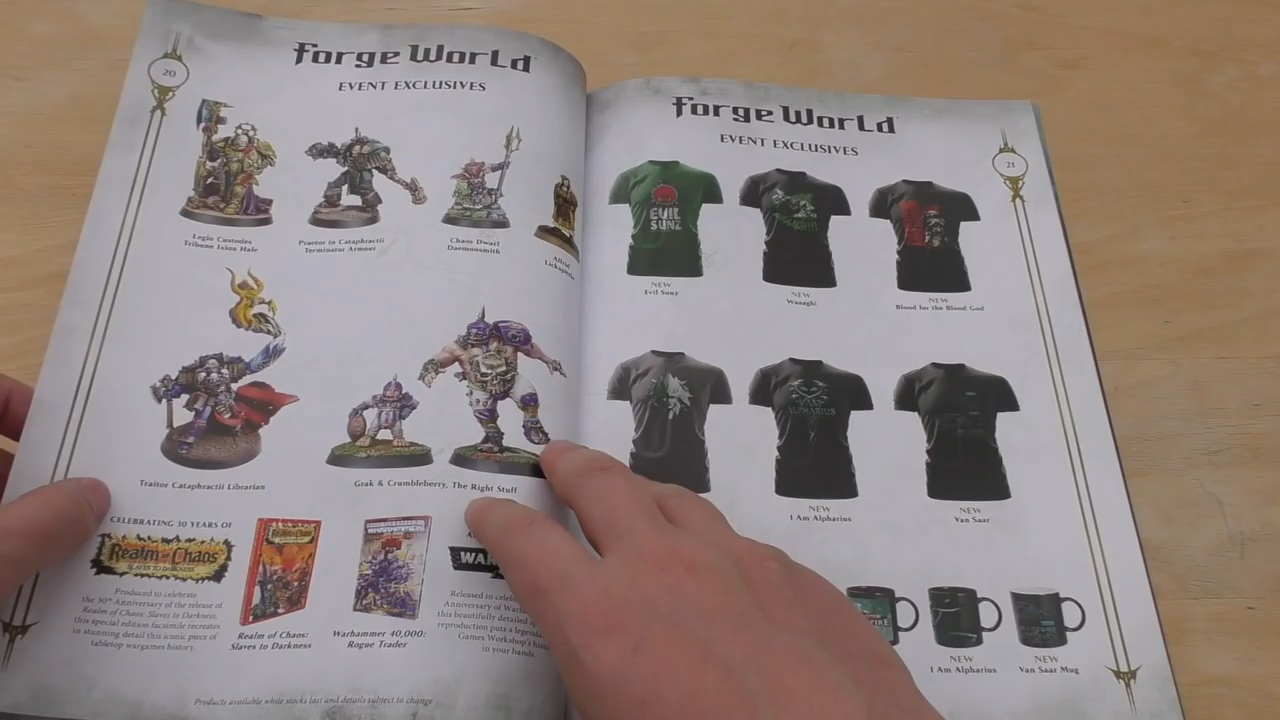 20
Forge World
EVENT EXCLUSIVES
Legio Custodes
Tribune Ixion Hale
Praetor in Cataphractii
Terminator Armour
Chaos Dwarf
Daemonsmith
Traitor Cataphractii Librarian
Grak & Crumbleberry, The Right Stuff
CELEBRATING 30 YEARS OF
Realm of Chaos
SLAVES TO DARKNESS
Produced to celebrate
the 30th Anniversary of the release of
Realm of Chaos: Slaves to Darkness,
this special edition facsimile recreates
in stunning detail this iconic piece of
tabletop wargames history.
Realm of Chaos:
Slaves to Darkness
Warhammer 40,000:
Rogue Trader
WAR
Released in
Anniversary of
this beautifully detailed
reproduction puts a
Games Workshop's
in your hands.
Products available while stocks last and details subject to change
Forge World
EVENT EXCLUSIVES
21
EVIL
SUNZ
NEW
Evil Sunz
NEW
Waaagh!
NEW
Blood for the Blood God
I AM
ALPHARIUS
NEW
I Am Alpharius
NEW
Van Saar
NEW
I Am Alpharius
NEW
Van Saar Mug